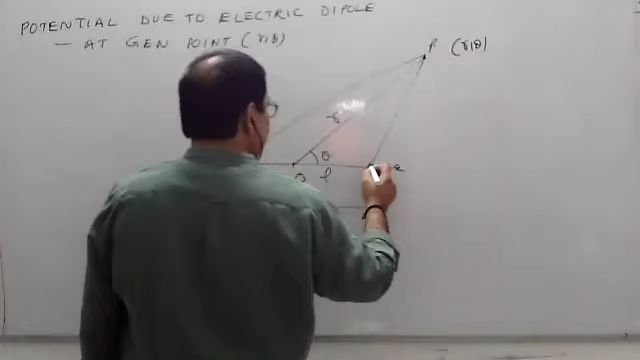 POTENTIAL DUE TO ELECTRIC DIPOLE
— AT GEN POINT (r,θ)
P (r,θ)
r
θ
O l